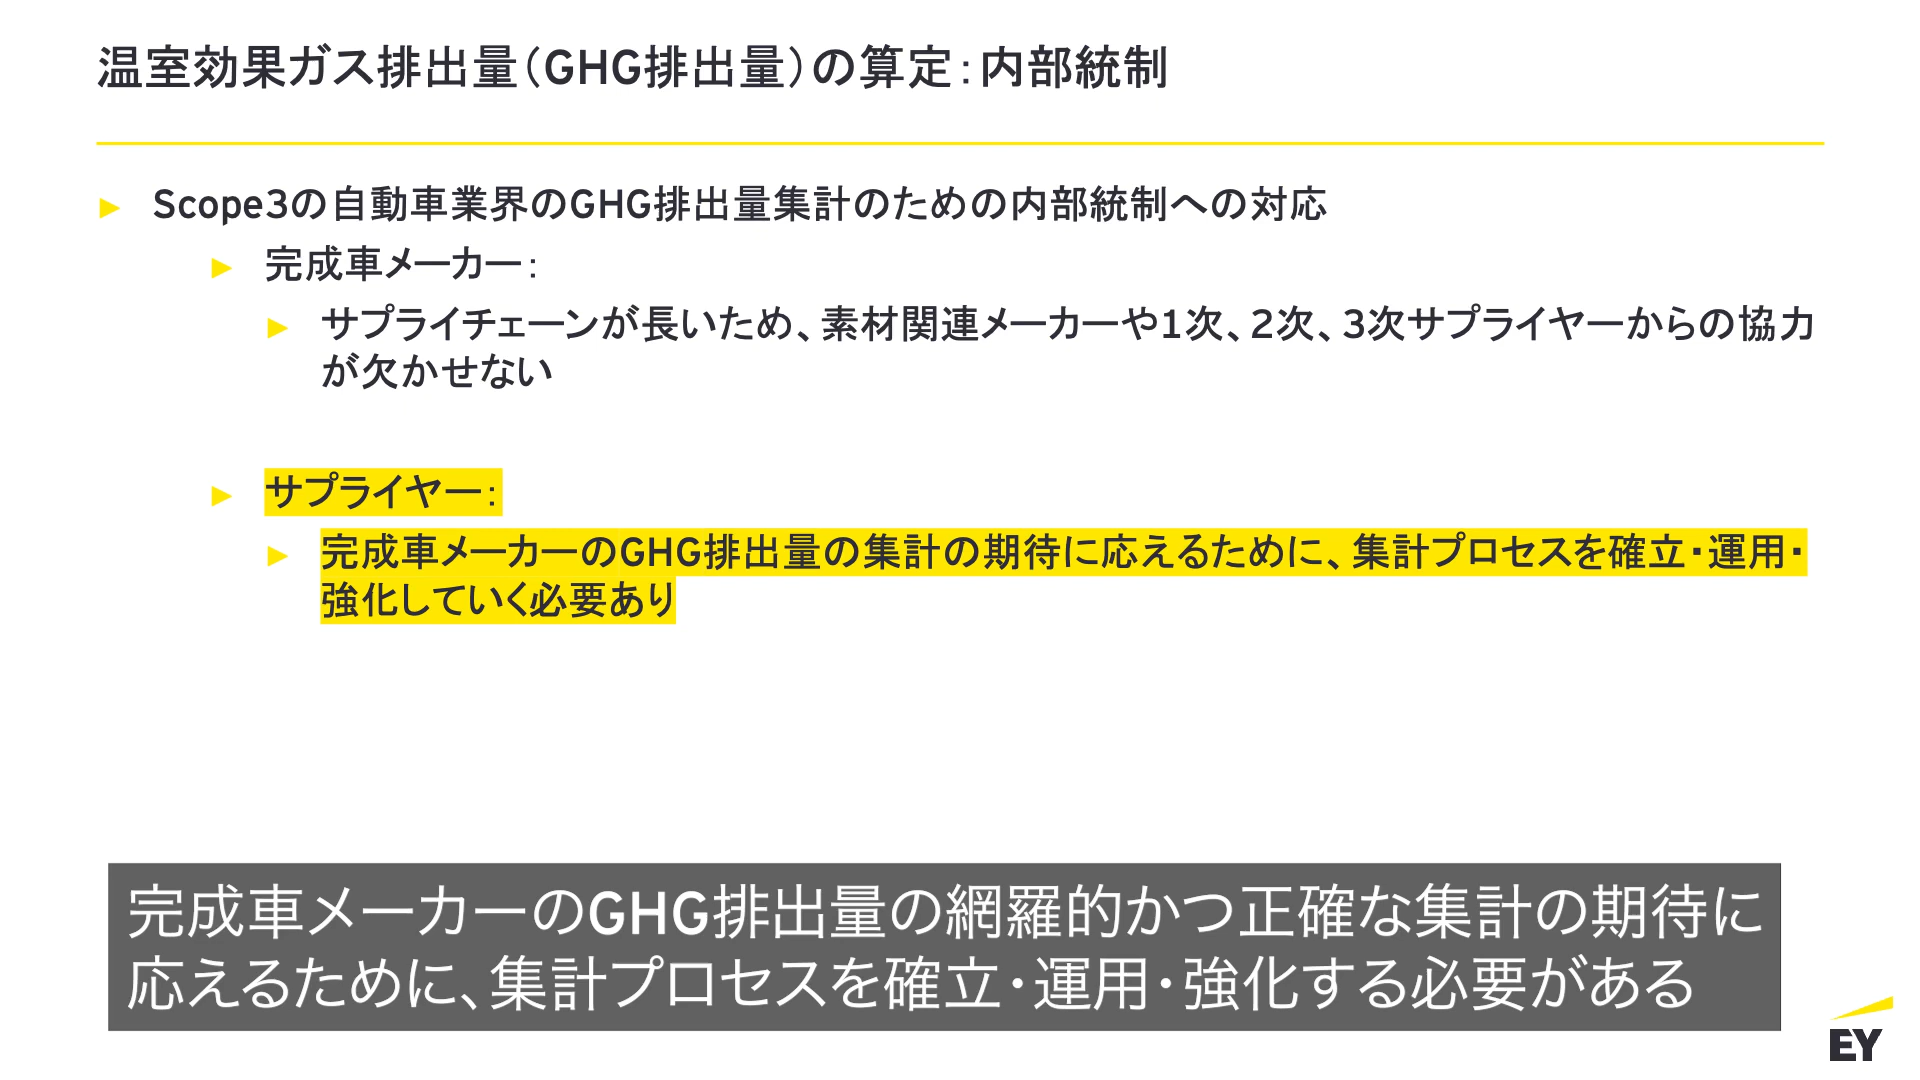 温室効果ガス排出量（GHG排出量）の算定：内部統制
► Scope3の自動車業界のGHG排出量集計のための内部統制への対応
► 完成車メーカー：
► サプライチェーンが長いため、素材関連メーカーや1次、2次、3次サプライヤーからの協力
が欠かせない
► サプライヤー：
► 完成車メーカーのGHG排出量の集計の期待に応えるために、集計プロセスを確立・運用・
強化していく必要あり
完成車メーカーのGHG排出量の網羅的かつ正確な集計の期待に
応えるために、集計プロセスを確立・運用・強化する必要がある
EY